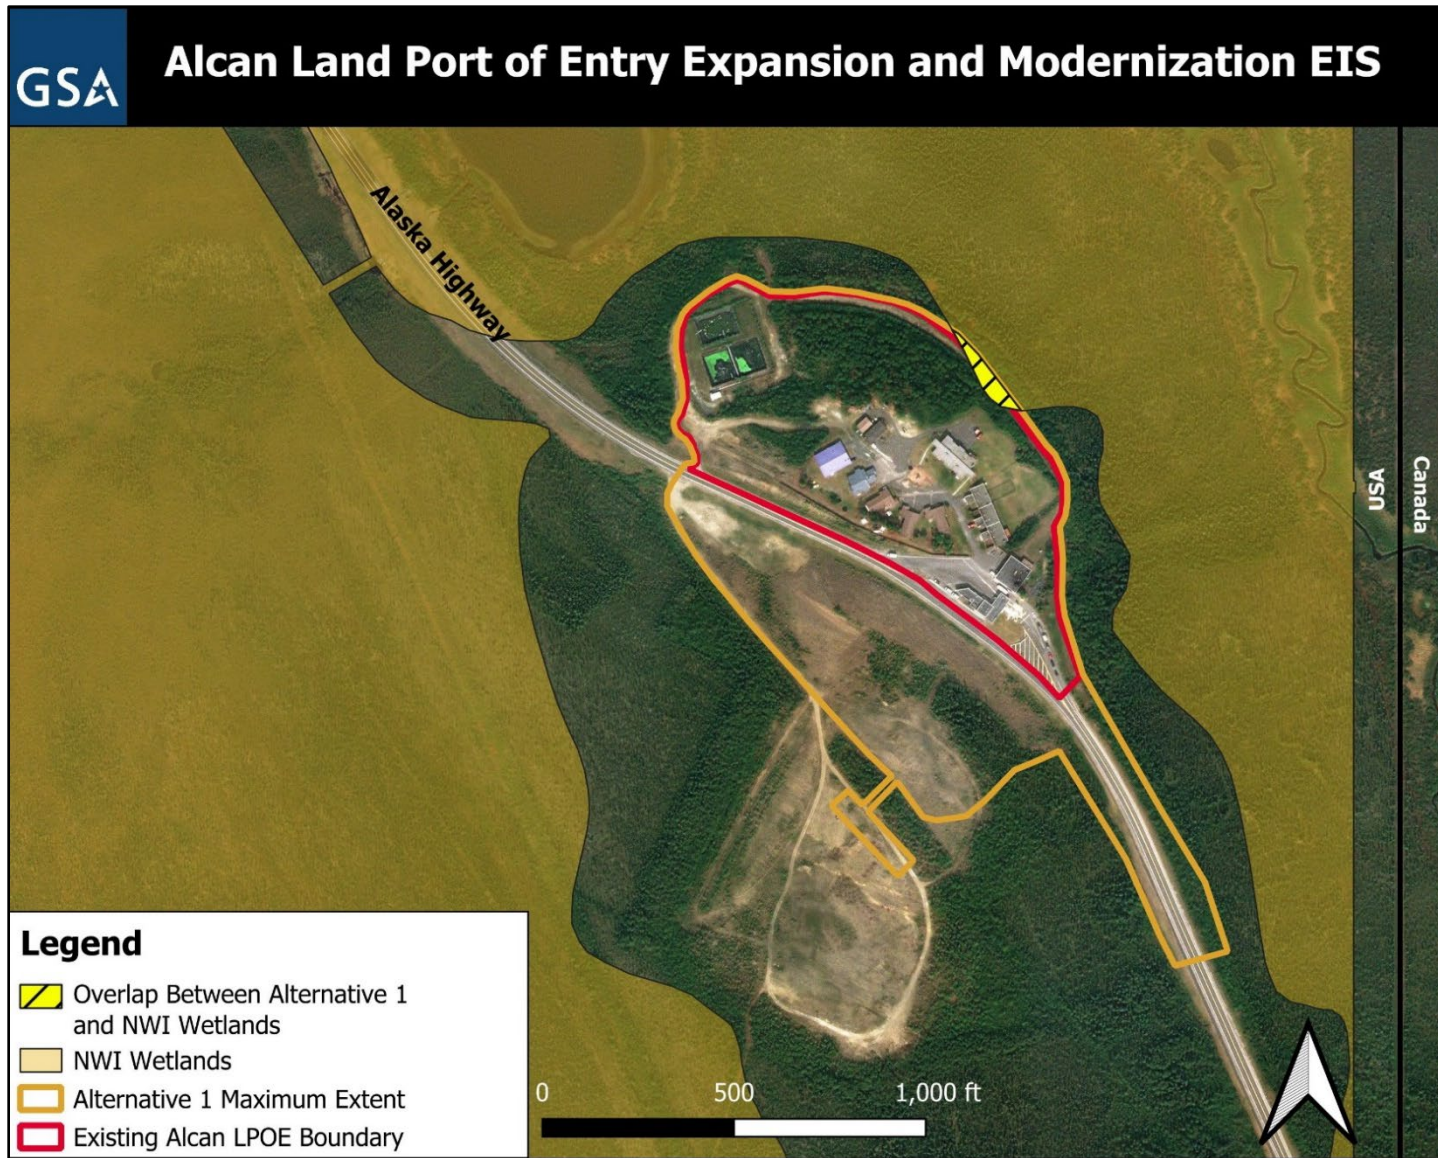 GSA
Alcan Land Port of Entry Expansion and Modernization EIS
Alaska Highway
USA
Canada
Legend
Overlap Between Alternative 1
and NWI Wetlands
NWI Wetlands
Alternative 1 Maximum Extent
Existing Alcan LPOE Boundary
0 500 1,000 ft